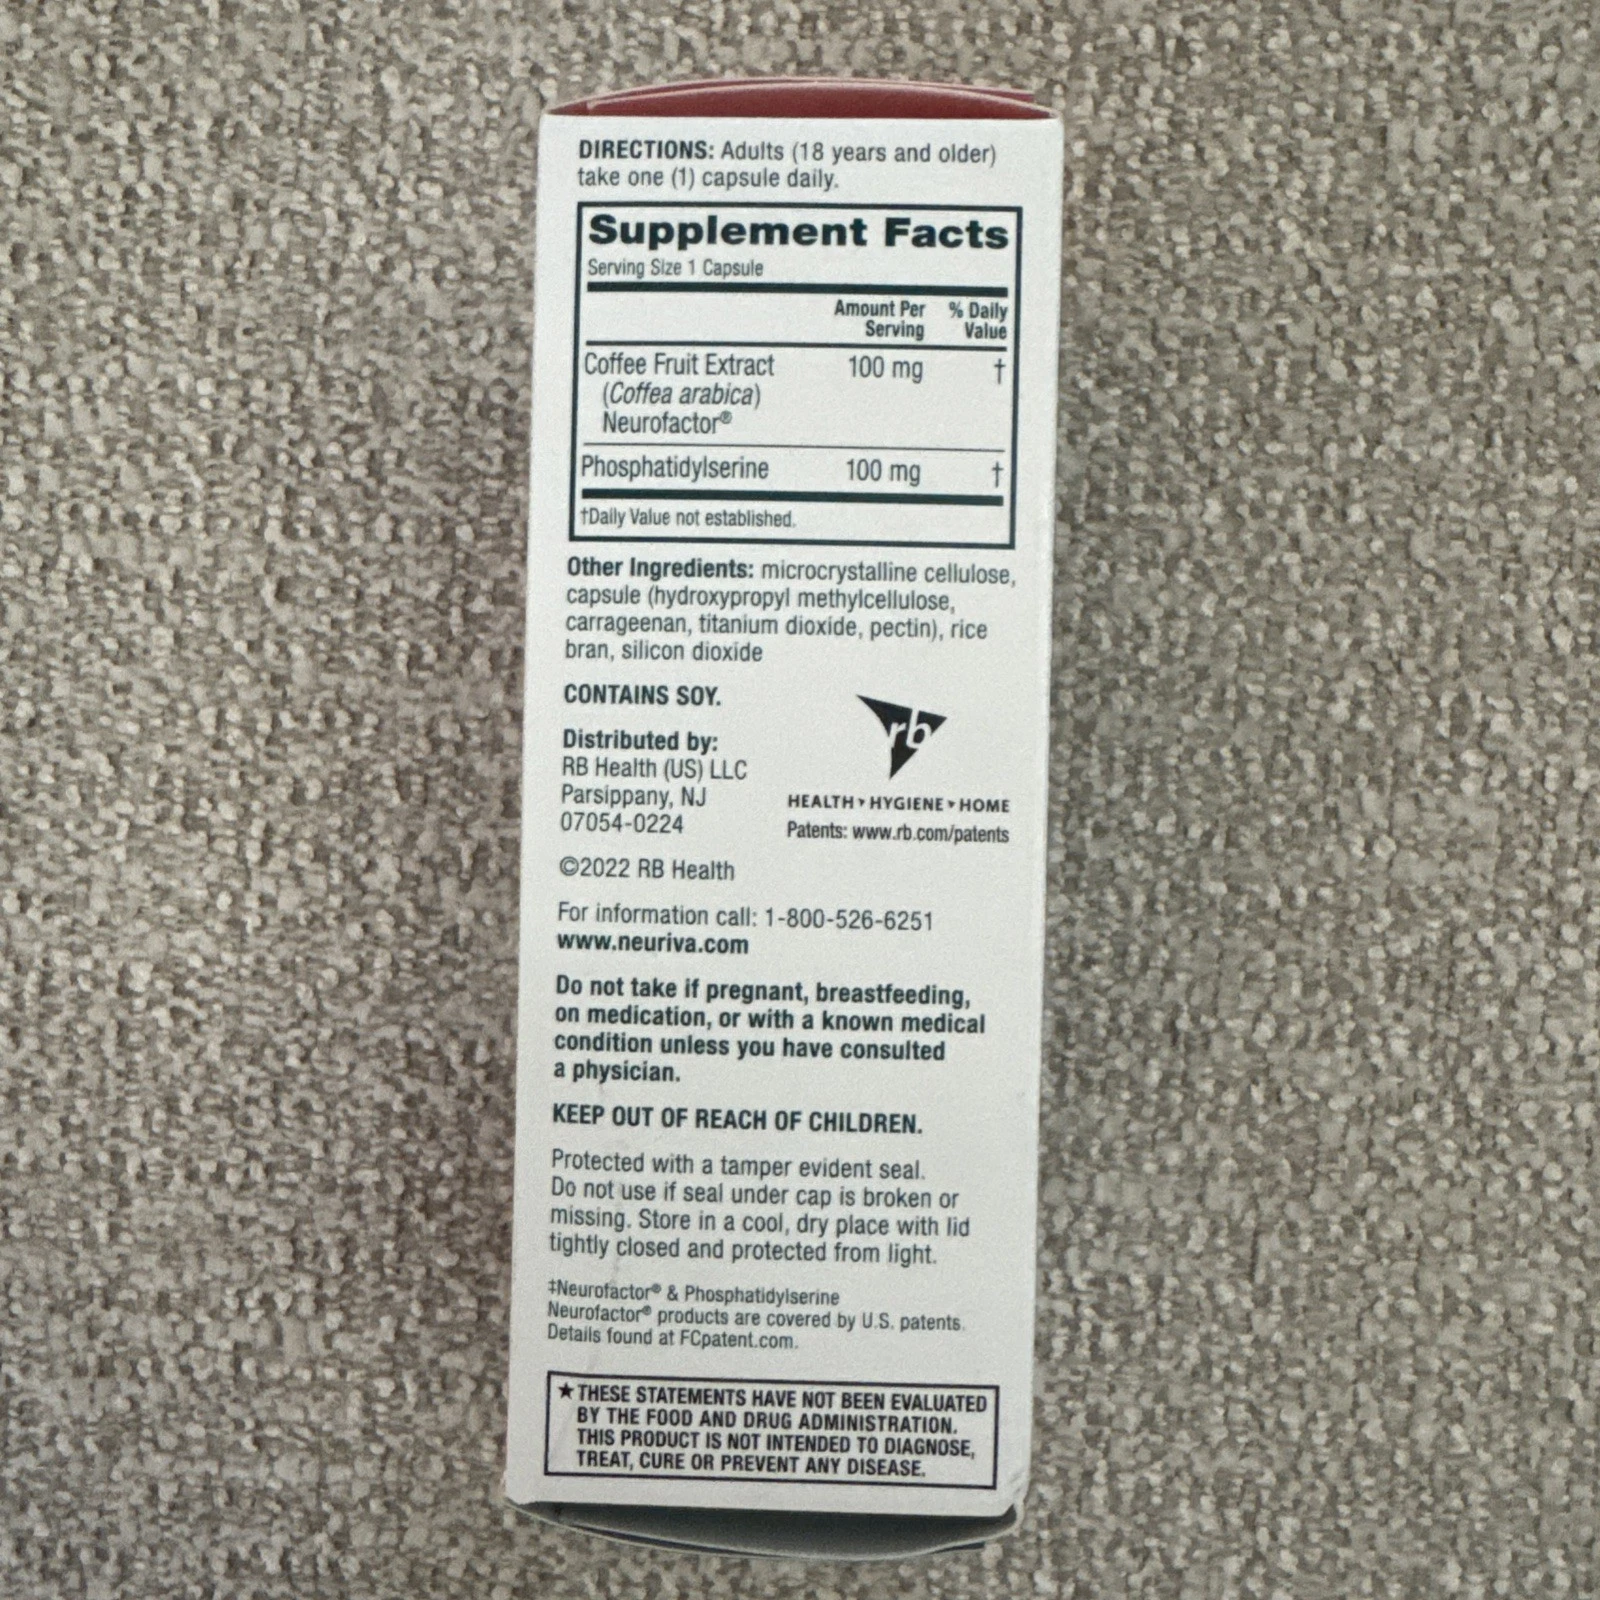 DIRECTIONS: Adults (18 years and older)
take one (1) capsule daily.
Supplement Facts
Serving Size 1 Capsule
Amount Per % Daily
Serving Value
Coffee Fruit Extract 100 mg †
(Coffea arabica)
Neurofactor®
Phosphatidylserine 100 mg †
†Daily Value not established.
Other Ingredients: microcrystalline cellulose,
capsule (hydroxypropyl methylcellulose,
carrageenan, titanium dioxide, pectin), rice
bran, silicon dioxide
CONTAINS SOY.
Distributed by:
RB Health (US) LLC
Parsippany, NJ
07054-0224
rb
HEALTH HYGIENE HOME
Patents: www.rb.com/patents
©2022 RB Health
For information call: 1-800-526-6251
www.neuriva.com
Do not take if pregnant, breastfeeding,
on medication, or with a known medical
condition unless you have consulted
a physician.
KEEP OUT OF REACH OF CHILDREN.
Protected with a tamper evident seal.
Do not use if seal under cap is broken or
missing. Store in a cool, dry place with lid
tightly closed and protected from light.
‡Neurofactor® & Phosphatidylserine
Neurofactor® products are covered by U.S. patents.
Details found at FCpatent.com.
★THESE STATEMENTS HAVE NOT BEEN EVALUATED
BY THE FOOD AND DRUG ADMINISTRATION.
THIS PRODUCT IS NOT INTENDED TO DIAGNOSE,
TREAT, CURE OR PREVENT ANY DISEASE.